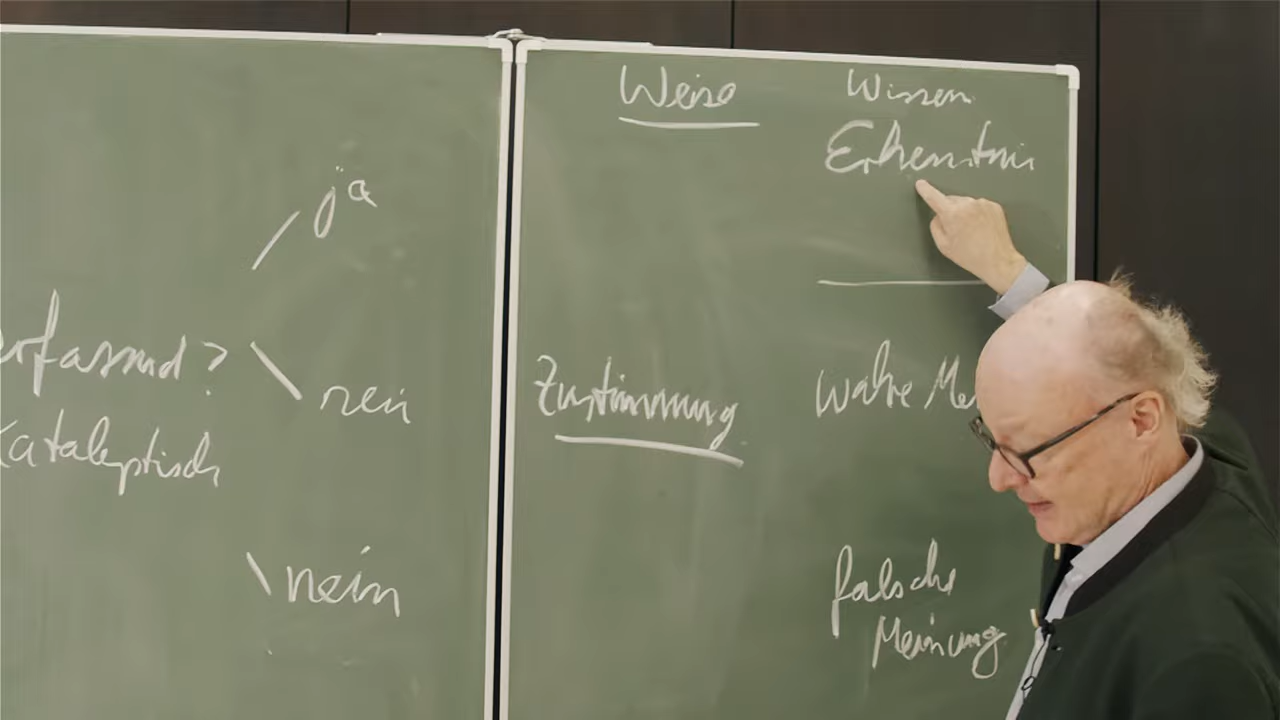 ja
erfassend?
nein
Kataleptisch
nein
Weise
Wissen
Erkenntnis
Zustimmung
wahre Me
falsche
Meinung